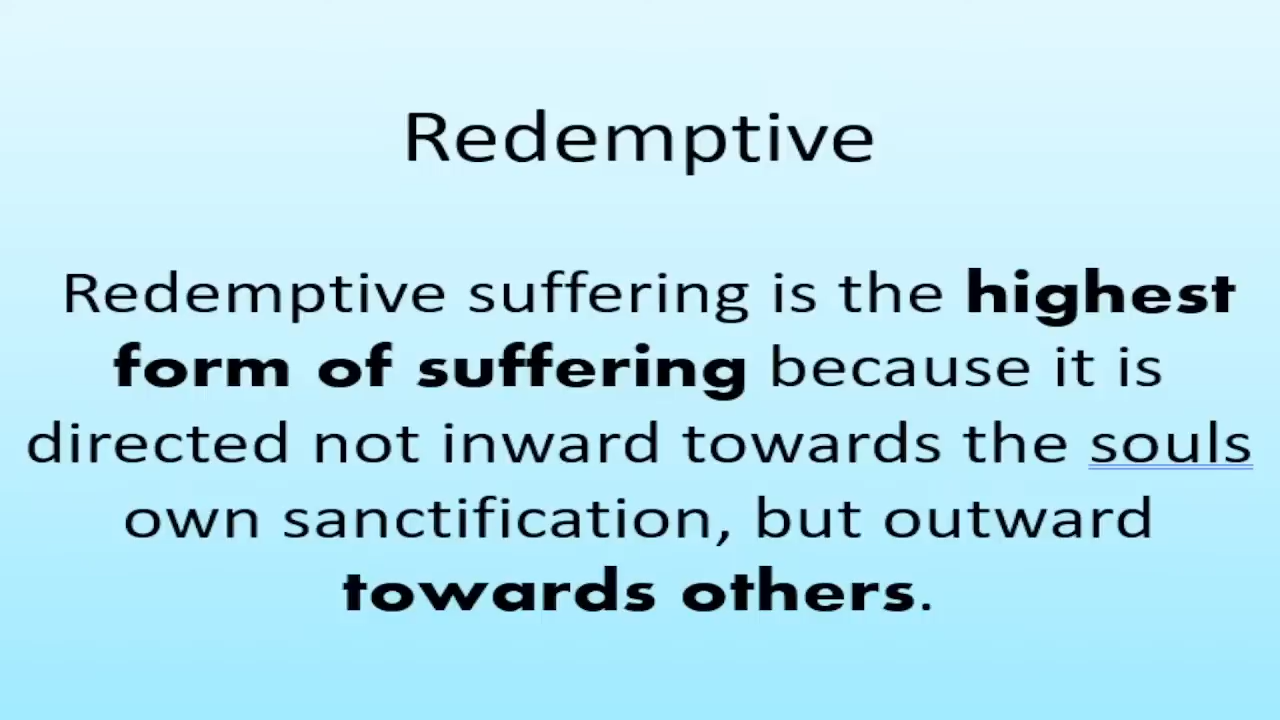 Redemptive
Redemptive suffering is the highest
form of suffering because it is
directed not inward towards the souls
own sanctification, but outward
towards others.